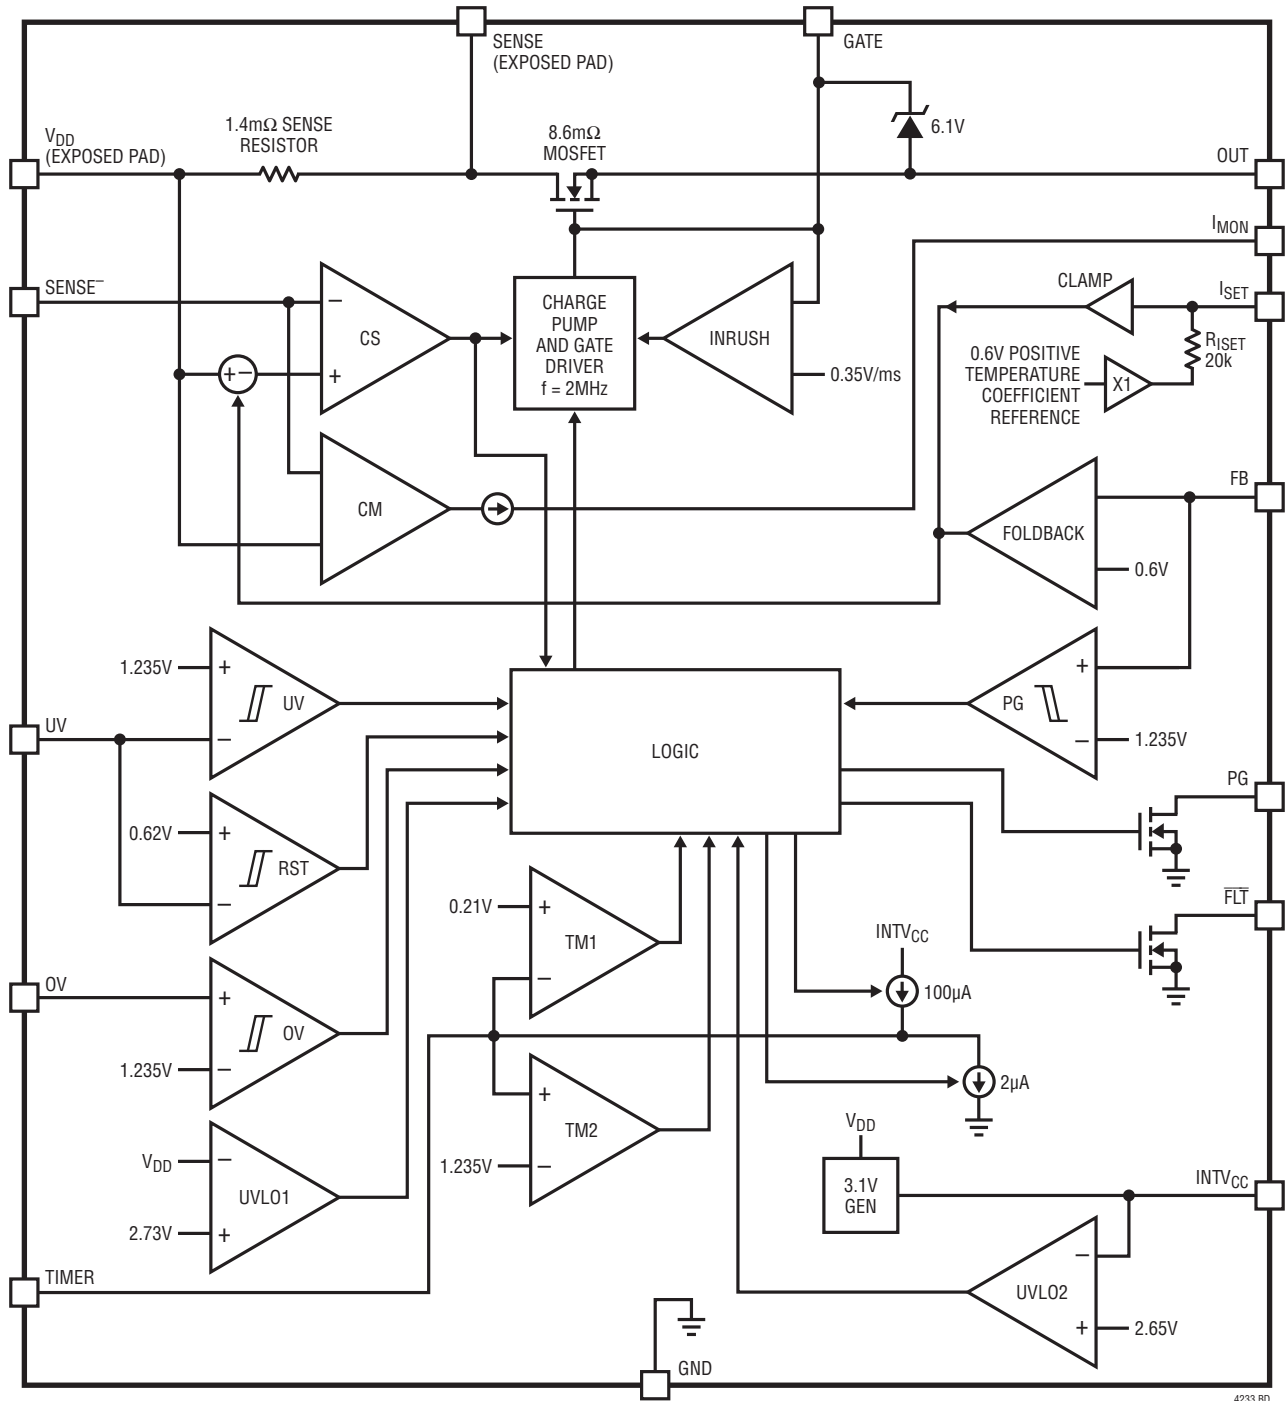 SENSE
(EXPOSED PAD)
GATE
VDD
(EXPOSED PAD)
1.4mΩ SENSE
RESISTOR
8.6mΩ
MOSFET
6.1V
OUT
IMON
SENSE–
CS
–
+
+ –
CHARGE
PUMP
AND GATE
DRIVER
f = 2MHz
INRUSH
0.35V/ms
CLAMP
ISET
RISET
20k
0.6V POSITIVE
TEMPERATURE
COEFFICIENT
REFERENCE
X1
CM
FB
FOLDBACK
0.6V
1.235V
+
UV
–
UV
LOGIC
+
PG
–
1.235V
PG
0.62V
+
RST
–
FLT
0.21V
+
TM1
–
INTVCC
100µA
OV
+
OV
1.235V
–
2µA
+
TM2
1.235V
–
VDD
3.1V
GEN
INTVCC
VDD
–
UVLO1
2.73V
+
–
UVLO2
+
2.65V
TIMER
GND
4233 BD